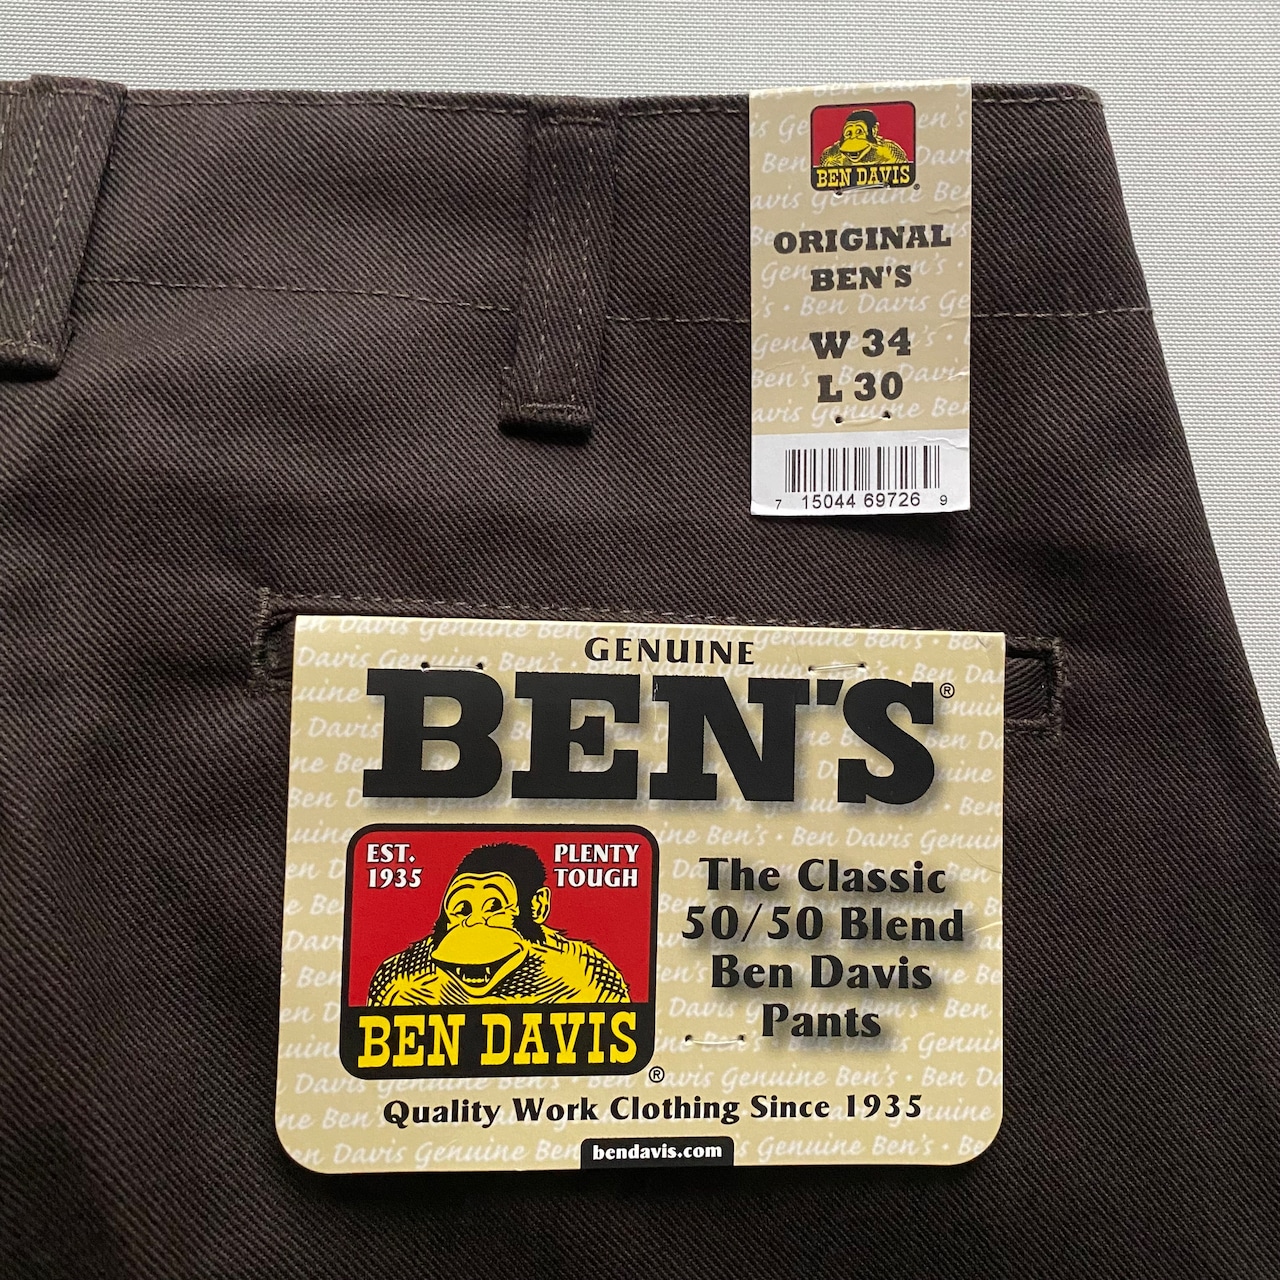 BEN DAVIS®
ORIGINAL
BEN'S
W 34
L 30
7 15044 69726 9
GENUINE
BEN'S®
EST.
1935
PLENTY
TOUGH
BEN DAVIS®
The Classic
50/50 Blend
Ben Davis
Pants
Quality Work Clothing Since 1935
bendavis.com